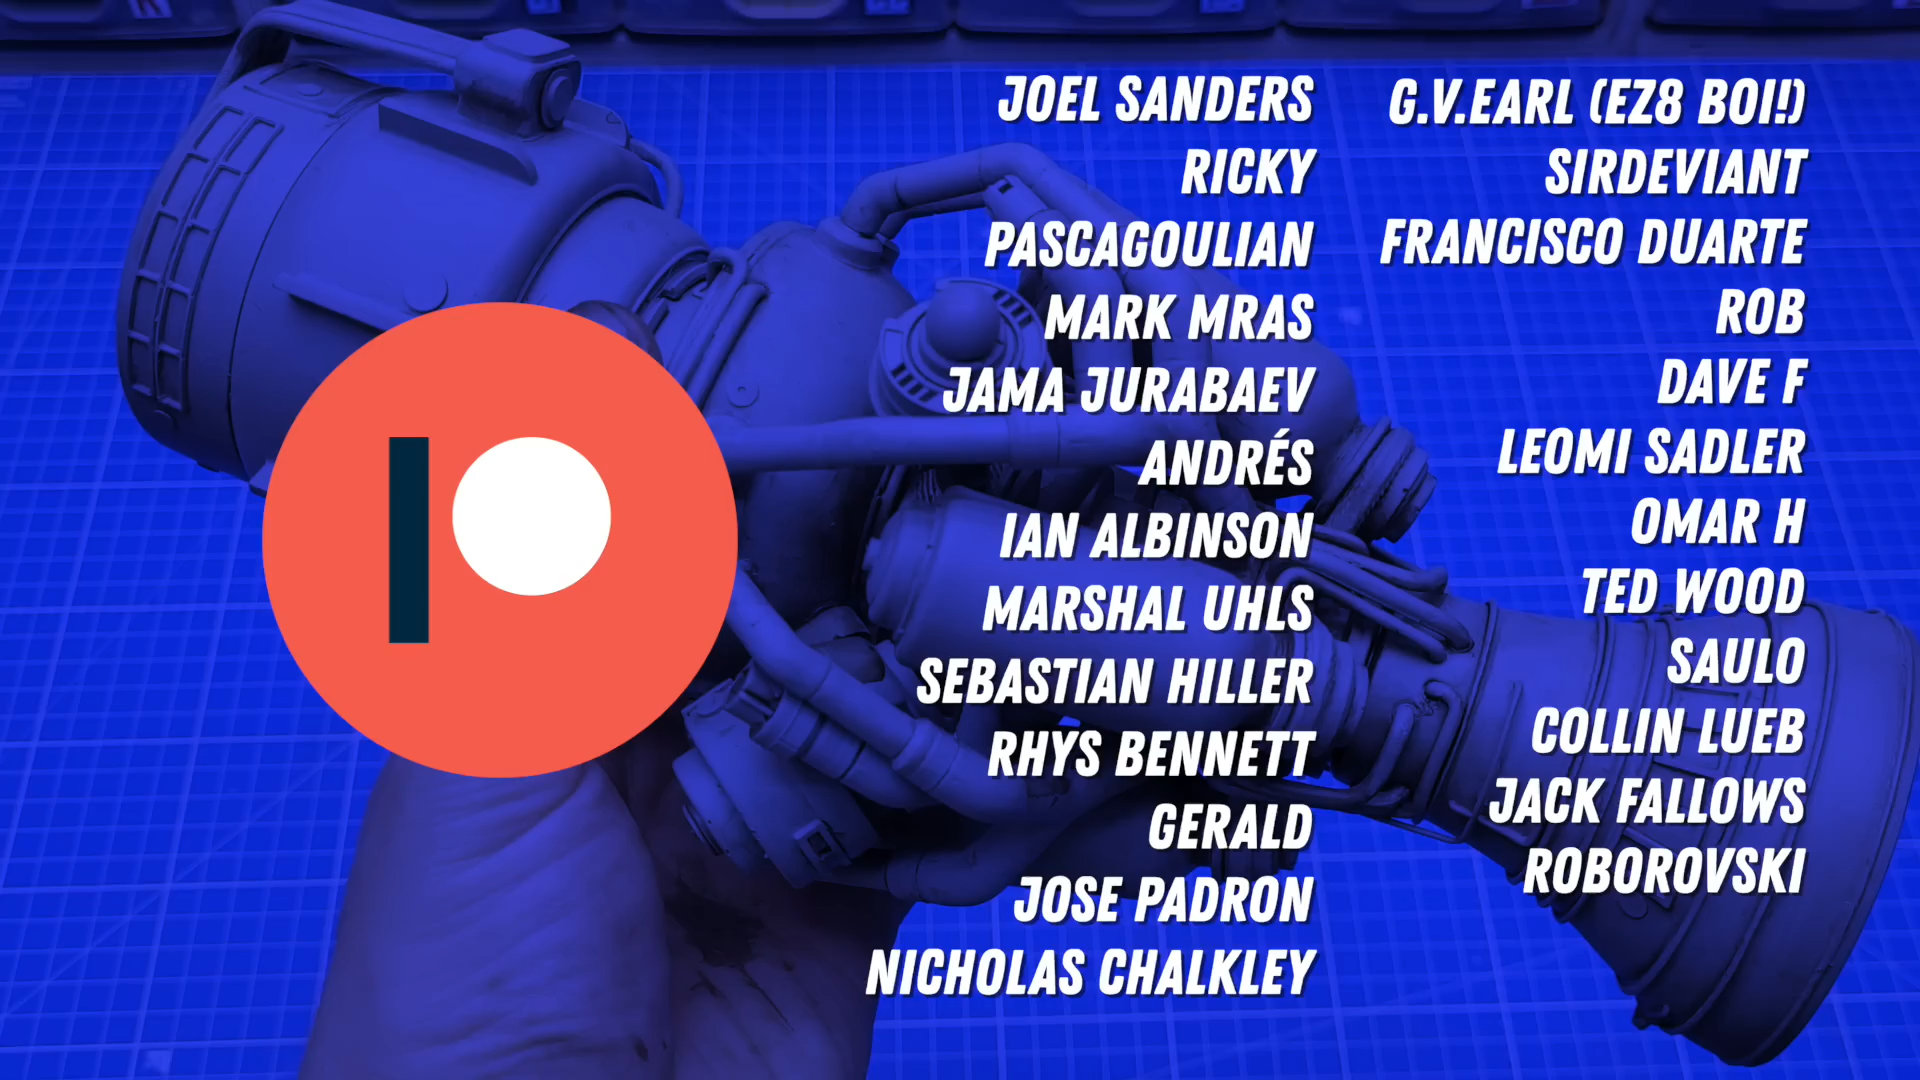 JOEL SANDERS
RICKY
PASCAGOULIAN
MARK MRAS
JAMA JURABAEV
ANDRÉS
IAN ALBINSON
MARSHAL UHLS
SEBASTIAN HILLER
RHYS BENNETT
GERALD
JOSE PADRON
NICHOLAS CHALKLEY
G.V.EARL (EZ8 BOI!)
SIRDEVIANT
FRANCISCO DUARTE
ROB
DAVE F
LEOMI SADLER
OMAR H
TED WOOD
SAULO
COLLIN LUEB
JACK FALLOWS
ROBOROVSKI